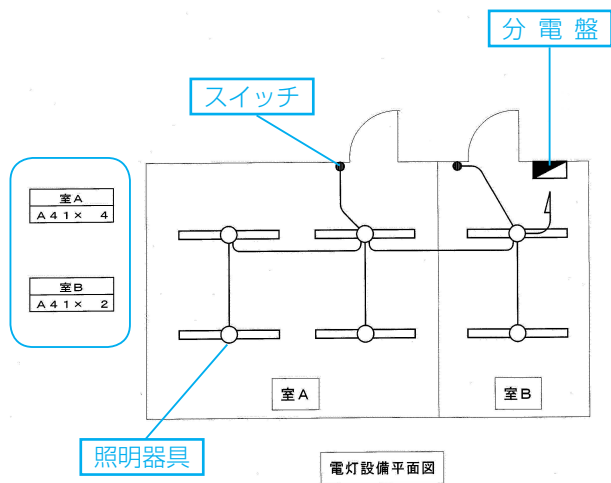 分電盤
スイッチ
室A
A41× 4
室B
A41× 2
室A
室B
照明器具
電灯設備平面図